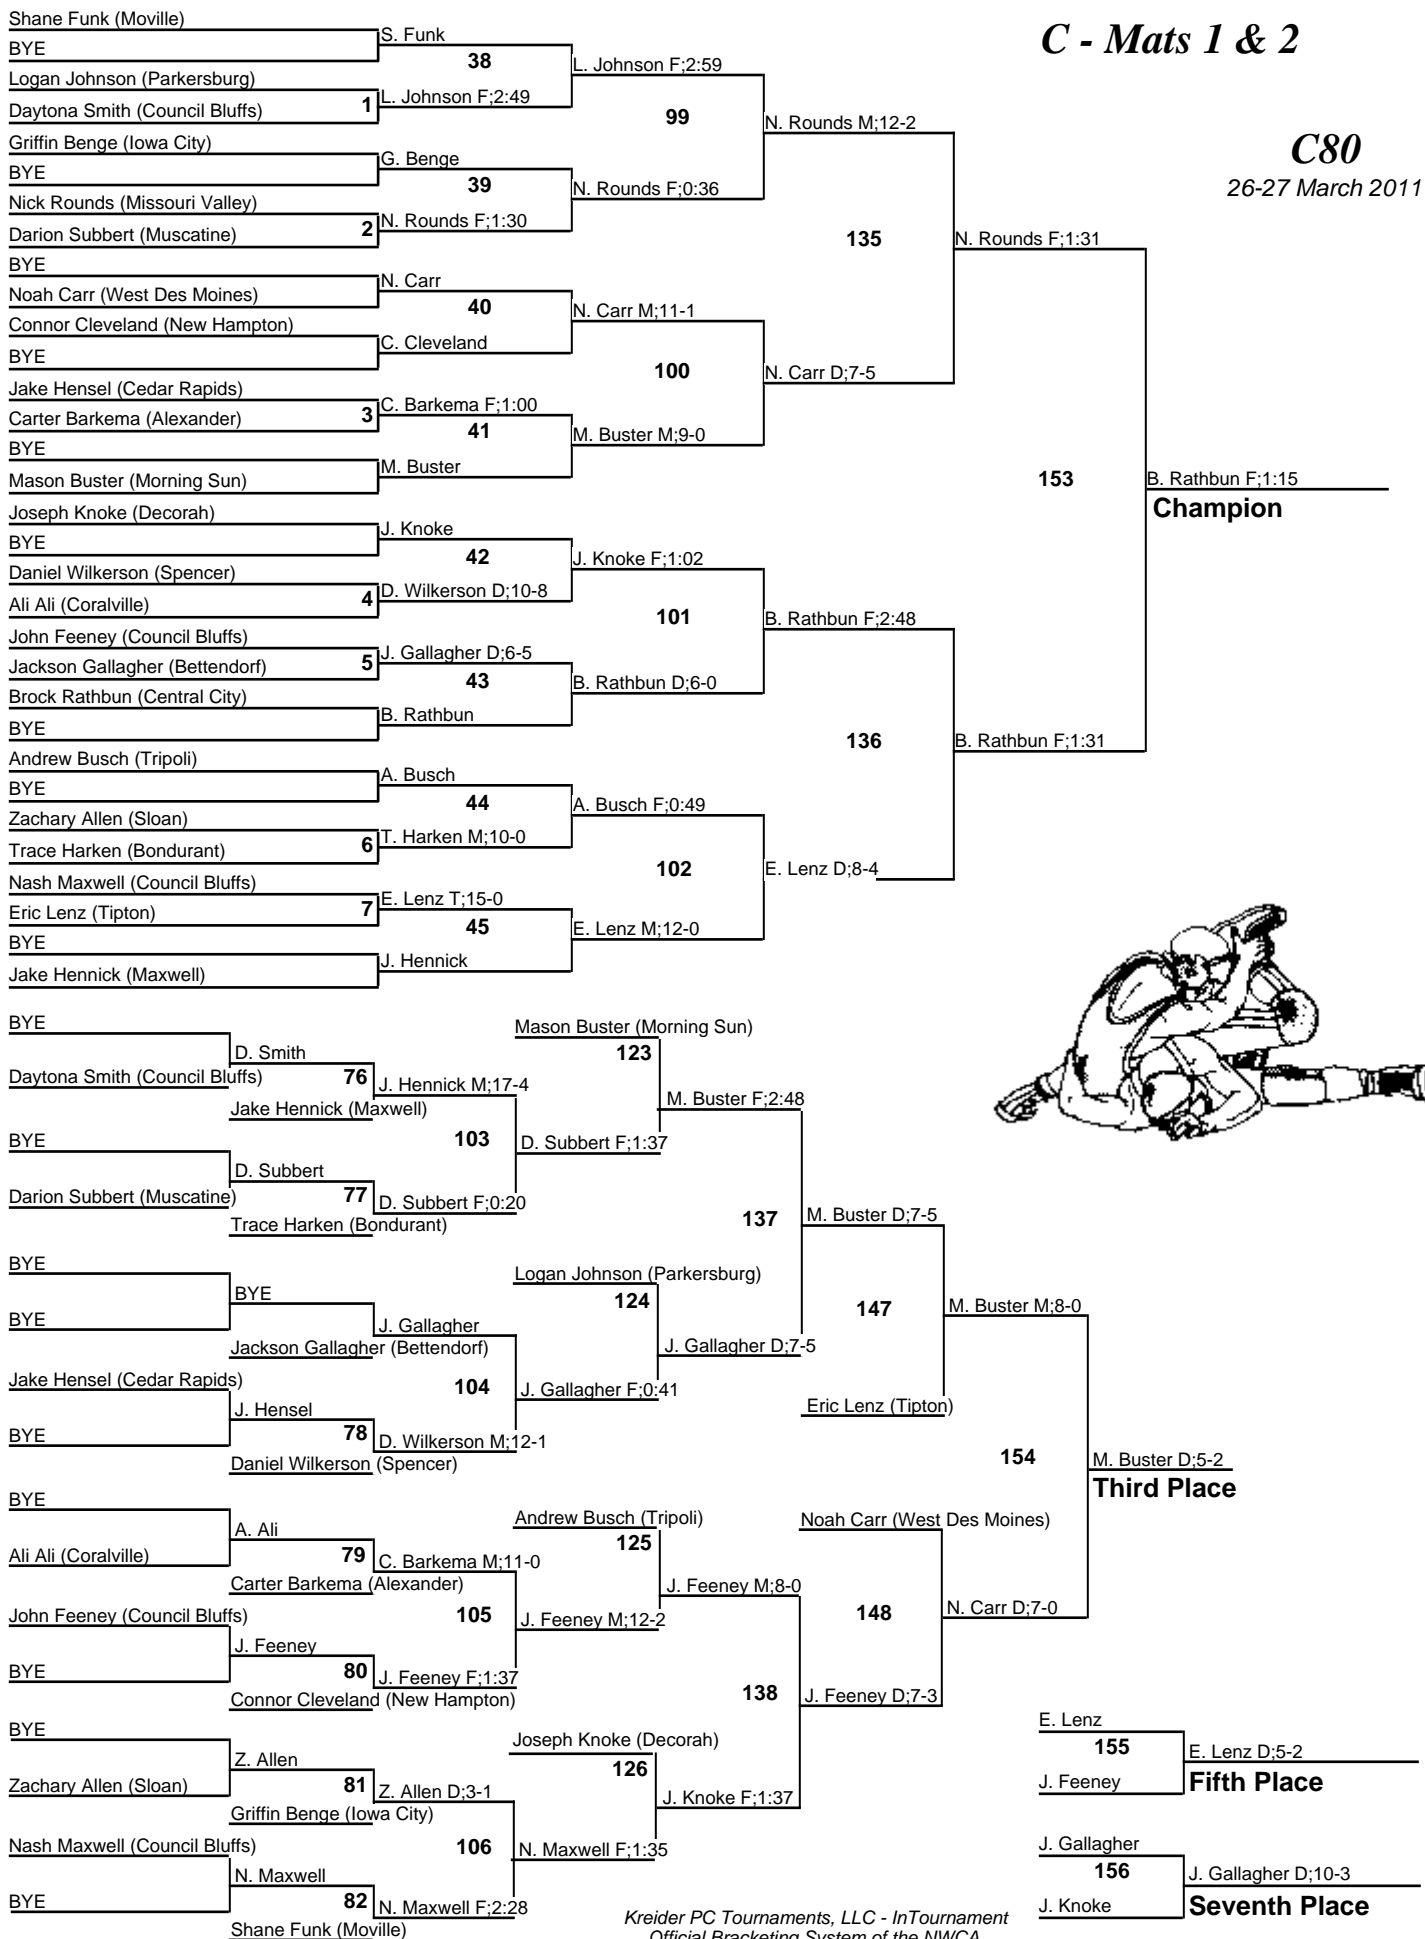 C - Mats 1 & 2
C80
26-27 March 2011
Shane Funk (Moville)
BYE
Logan Johnson (Parkersburg)
Daytona Smith (Council Bluffs)
1
Griffin Benge (Iowa City)
BYE
Nick Rounds (Missouri Valley)
Darion Subbert (Muscatine)
2
BYE
Noah Carr (West Des Moines)
Connor Cleveland (New Hampton)
BYE
Jake Hensel (Cedar Rapids)
Carter Barkema (Alexander)
3
BYE
Mason Buster (Morning Sun)
Joseph Knoke (Decorah)
BYE
Daniel Wilkerson (Spencer)
Ali Ali (Coralville)
4
John Feeney (Council Bluffs)
Jackson Gallagher (Bettendorf)
5
Brock Rathbun (Central City)
BYE
Andrew Busch (Tripoli)
BYE
Zachary Allen (Sloan)
Trace Harken (Bondurant)
6
Nash Maxwell (Council Bluffs)
Eric Lenz (Tipton)
7
BYE
Jake Hennick (Maxwell)
S. Funk
38
L. Johnson F;2:49
G. Benge
39
N. Rounds F;1:30
N. Carr
40
C. Cleveland
C. Barkema F;1:00
41
M. Buster
J. Knoke
42
D. Wilkerson D;10-8
J. Gallagher D;6-5
43
B. Rathbun
A. Busch
44
T. Harken M;10-0
E. Lenz T;15-0
45
J. Hennick
L. Johnson F;2:59
99
N. Rounds F;0:36
N. Carr M;11-1
100
M. Buster M;9-0
J. Knoke F;1:02
101
B. Rathbun D;6-0
A. Busch F;0:49
102
E. Lenz M;12-0
N. Rounds M;12-2
135
N. Carr D;7-5
B. Rathbun F;2:48
136
E. Lenz D;8-4
N. Rounds F;1:31
153
B. Rathbun F;1:31
B. Rathbun F;1:15
Champion
BYE
Daytona Smith (Council Bluffs)
BYE
Darion Subbert (Muscatine)
BYE
BYE
Jake Hensel (Cedar Rapids)
BYE
BYE
Ali Ali (Coralville)
John Feeney (Council Bluffs)
BYE
BYE
Zachary Allen (Sloan)
Nash Maxwell (Council Bluffs)
BYE
D. Smith
76
Jake Hennick (Maxwell)
D. Subbert
77
Trace Harken (Bondurant)
BYE
Jackson Gallagher (Bettendorf)
J. Hensel
78
Daniel Wilkerson (Spencer)
A. Ali
79
Carter Barkema (Alexander)
J. Feeney
80
Connor Cleveland (New Hampton)
Z. Allen
81
Griffin Benge (Iowa City)
N. Maxwell
82
Shane Funk (Moville)
J. Hennick M;17-4
103
D. Subbert F;0:20
J. Gallagher
104
D. Wilkerson M;12-1
C. Barkema M;11-0
105
J. Feeney F;1:37
Z. Allen D;3-1
106
N. Maxwell F;2:28
Mason Buster (Morning Sun)
123
D. Subbert F;1:37
Logan Johnson (Parkersburg)
124
J. Gallagher F;0:41
Andrew Busch (Tripoli)
125
J. Feeney M;12-2
Joseph Knoke (Decorah)
126
N. Maxwell F;1:35
M. Buster F;2:48
137
J. Gallagher D;7-5
J. Feeney M;8-0
138
J. Knoke F;1:37
M. Buster D;7-5
147
Eric Lenz (Tipton)
Noah Carr (West Des Moines)
148
J. Feeney D;7-3
M. Buster M;8-0
154
N. Carr D;7-0
M. Buster D;5-2
Third Place
E. Lenz
155
J. Feeney
E. Lenz D;5-2
Fifth Place
J. Gallagher
156
J. Knoke
J. Gallagher D;10-3
Seventh Place
Kreider PC Tournaments, LLC - InTournament
Official Bracketing System of the NWCA